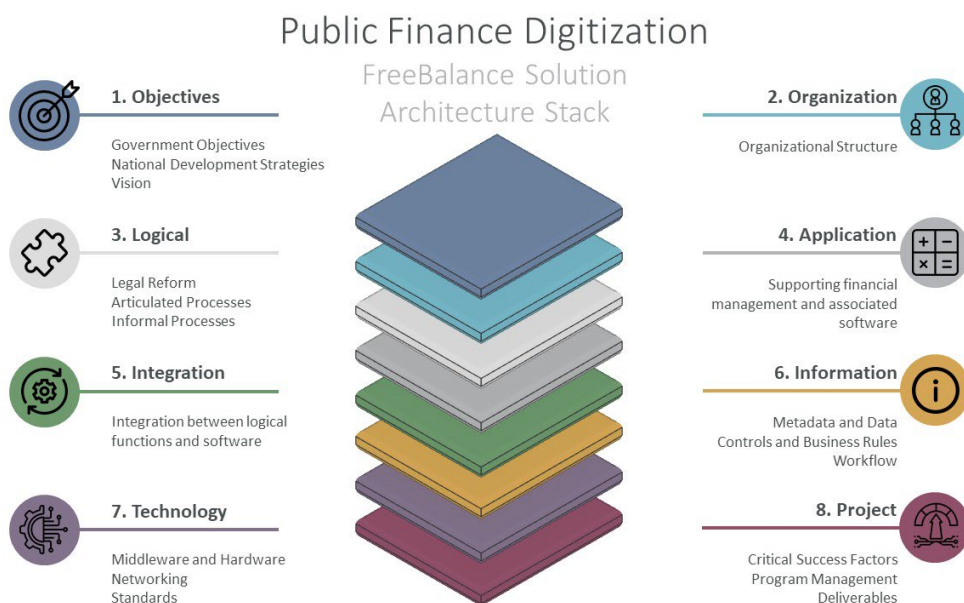 Public Finance Digitization
FreeBalance Solution
Architecture Stack
1. Objectives
Government Objectives
National Development Strategies
Vision
2. Organization
Organizational Structure
3. Logical
Legal Reform
Articulated Processes
Informal Processes
4. Application
Supporting financial
management and associated
software
5. Integration
Integration between logical
functions and software
6. Information
Metadata and Data
Controls and Business Rules
Workflow
7. Technology
Middleware and Hardware
Networking
Standards
8. Project
Critical Success Factors
Program Management
Deliverables